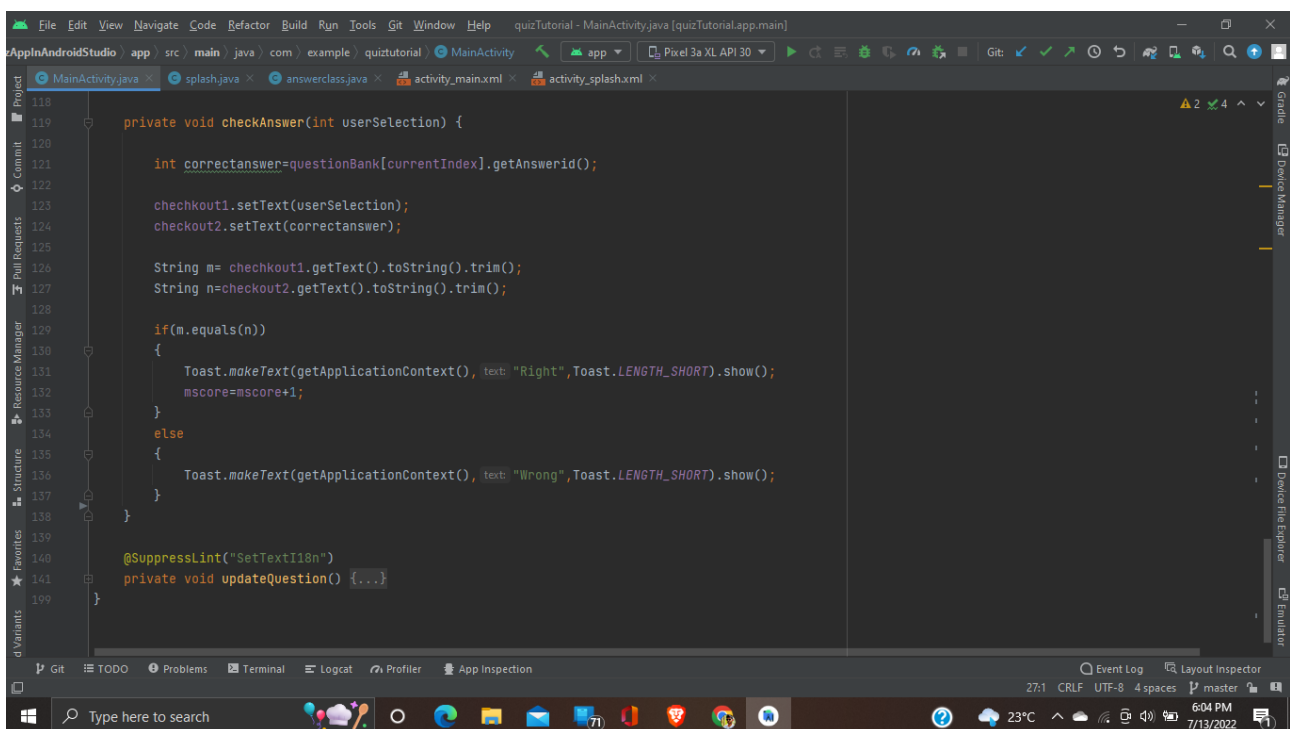 File Edit View Navigate Code Refactor Build Run Tools Git Window Help quizTutorial - MainActivity.java [quizTutorial.app.main]
zAppInAndroidStudio 〉 app 〉 src 〉 main 〉 java 〉 com 〉 example 〉 quiztutorial 〉 MainActivity app Pixel 3a XL API 30 Git:
MainActivity.java × splash.java × answerclass.java × activity_main.xml × activity_splash.xml ×
Project
Commit
Pull Requests
Resource Manager
Structure
Favorites
d Variants
118
2 4
119 private void checkAnswer(int userSelection) {
120
121 int correctanswer=questionBank[currentIndex].getAnswerid();
122
123 chechkout1.setText(userSelection);
124 checkout2.setText(correctanswer);
125
126 String m= chechkout1.getText().toString().trim();
127 String n=checkout2.getText().toString().trim();
128
129 if(m.equals(n))
130 {
131 Toast.makeText(getApplicationContext(), text: "Right",Toast.LENGTH_SHORT).show();
132 mscore=mscore+1;
133 }
134 else
135 {
136 Toast.makeText(getApplicationContext(), text: "Wrong",Toast.LENGTH_SHORT).show();
137 }
138 }
139
140 @SuppressLint("SetTextI18n")
141 private void updateQuestion() {...}
199 }
Gradle
Device Manager
Device File Explorer
Emulator
Git TODO Problems Terminal Logcat Profiler App Inspection Event Log Layout Inspector
27:1 CRLF UTF-8 4 spaces master
Type here to search 71 23°C 6:04 PM
7/13/2022 1